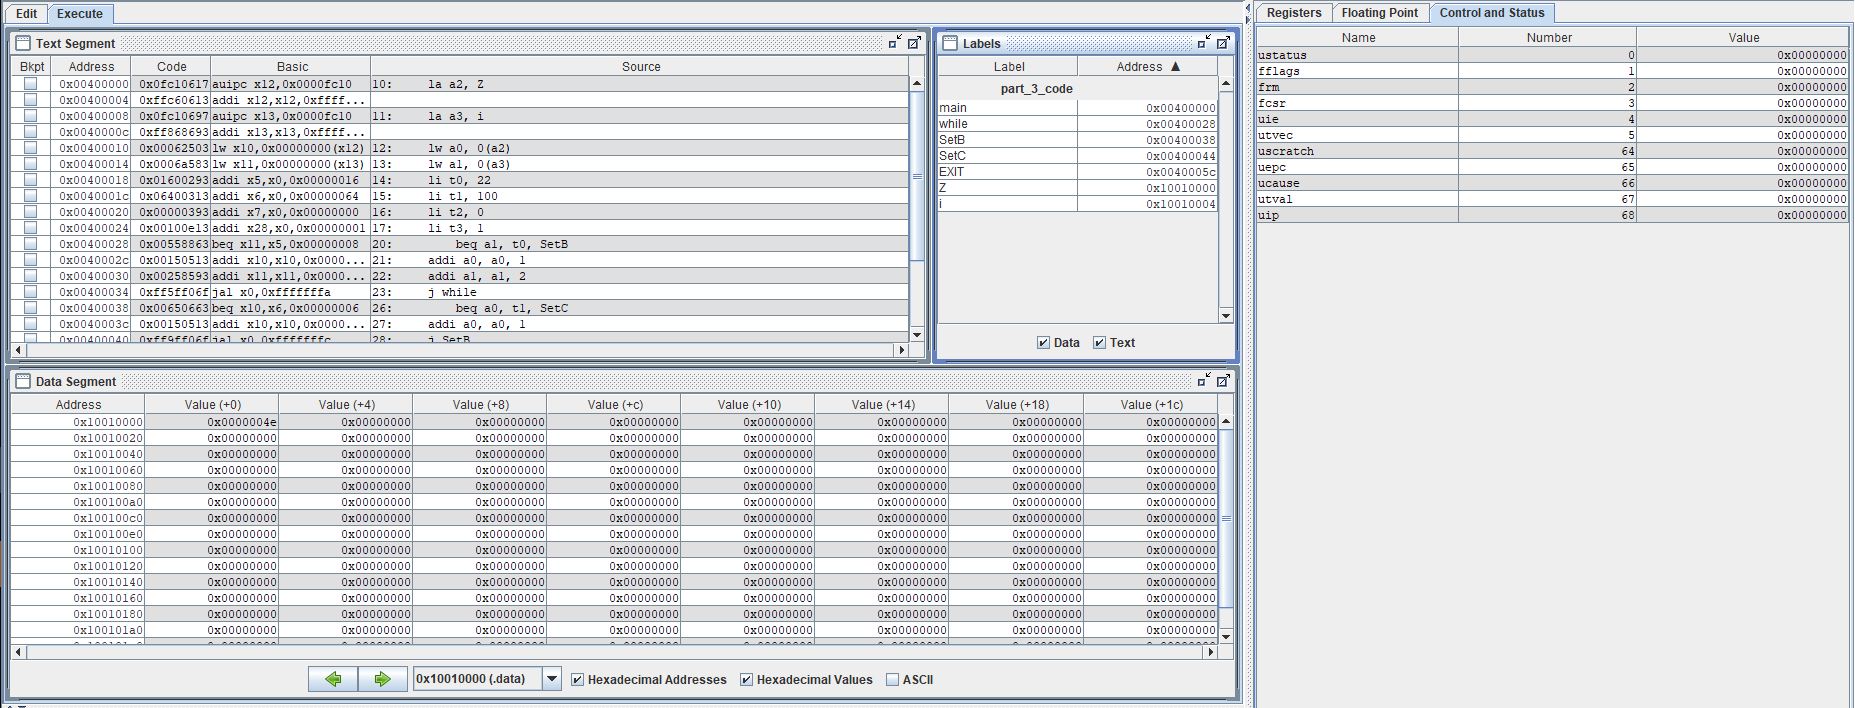 Edit Execute
Text Segment
Bkpt Address Code Basic Source
0x00400000 0x0fc10617 auipc x12,0x0000fc10 10: la a2, Z
0x00400004 0xffc60613 addi x12,x12,0xffff...
0x00400008 0x0fc10697 auipc x13,0x0000fc10 11: la a3, i
0x0040000c 0xff868693 addi x13,x13,0xffff...
0x00400010 0x00062503 lw x10,0x00000000(x12) 12: lw a0, 0(a2)
0x00400014 0x0006a583 lw x11,0x00000000(x13) 13: lw a1, 0(a3)
0x00400018 0x01600293 addi x5,x0,0x00000016 14: li t0, 22
0x0040001c 0x06400313 addi x6,x0,0x00000064 15: li t1, 100
0x00400020 0x00000393 addi x7,x0,0x00000000 16: li t2, 0
0x00400024 0x00100e13 addi x28,x0,0x00000001 17: li t3, 1
0x00400028 0x00558863 beq x11,x5,0x00000008 20: beq a1, t0, SetB
0x0040002c 0x00150513 addi x10,x10,0x0000... 21: addi a0, a0, 1
0x00400030 0x00258593 addi x11,x11,0x0000... 22: addi a1, a1, 2
0x00400034 0xff5ff06f jal x0,0xfffffffa 23: j while
0x00400038 0x00650663 beq x10,x6,0x00000006 26: beq a0, t1, SetC
0x0040003c 0x00150513 addi x10,x10,0x0000... 27: addi a0, a0, 1
0x00400040 0xff9ff06f jal x0,0xfffffffc 28: j SetB
Labels
Label Address ▲
part_3_code
main 0x00400000
while 0x00400028
SetB 0x00400038
SetC 0x00400044
EXIT 0x0040005c
Z 0x10010000
i 0x10010004
Data Text
Data Segment
Address Value (+0) Value (+4) Value (+8) Value (+c) Value (+10) Value (+14) Value (+18) Value (+1c)
0x10010000 0x0000004e 0x00000000 0x00000000 0x00000000 0x00000000 0x00000000 0x00000000 0x00000000
0x10010020 0x00000000 0x00000000 0x00000000 0x00000000 0x00000000 0x00000000 0x00000000 0x00000000
0x10010040 0x00000000 0x00000000 0x00000000 0x00000000 0x00000000 0x00000000 0x00000000 0x00000000
0x10010060 0x00000000 0x00000000 0x00000000 0x00000000 0x00000000 0x00000000 0x00000000 0x00000000
0x10010080 0x00000000 0x00000000 0x00000000 0x00000000 0x00000000 0x00000000 0x00000000 0x00000000
0x100100a0 0x00000000 0x00000000 0x00000000 0x00000000 0x00000000 0x00000000 0x00000000 0x00000000
0x100100c0 0x00000000 0x00000000 0x00000000 0x00000000 0x00000000 0x00000000 0x00000000 0x00000000
0x100100e0 0x00000000 0x00000000 0x00000000 0x00000000 0x00000000 0x00000000 0x00000000 0x00000000
0x10010100 0x00000000 0x00000000 0x00000000 0x00000000 0x00000000 0x00000000 0x00000000 0x00000000
0x10010120 0x00000000 0x00000000 0x00000000 0x00000000 0x00000000 0x00000000 0x00000000 0x00000000
0x10010140 0x00000000 0x00000000 0x00000000 0x00000000 0x00000000 0x00000000 0x00000000 0x00000000
0x10010160 0x00000000 0x00000000 0x00000000 0x00000000 0x00000000 0x00000000 0x00000000 0x00000000
0x10010180 0x00000000 0x00000000 0x00000000 0x00000000 0x00000000 0x00000000 0x00000000 0x00000000
0x100101a0 0x00000000 0x00000000 0x00000000 0x00000000 0x00000000 0x00000000 0x00000000 0x00000000
0x10010000 (.data) Hexadecimal Addresses Hexadecimal Values ASCII
Registers Floating Point Control and Status
Name Number Value
ustatus 0 0x00000000
fflags 1 0x00000000
frm 2 0x00000000
fcsr 3 0x00000000
uie 4 0x00000000
utvec 5 0x00000000
uscratch 64 0x00000000
uepc 65 0x00000000
ucause 66 0x00000000
utval 67 0x00000000
uip 68 0x00000000